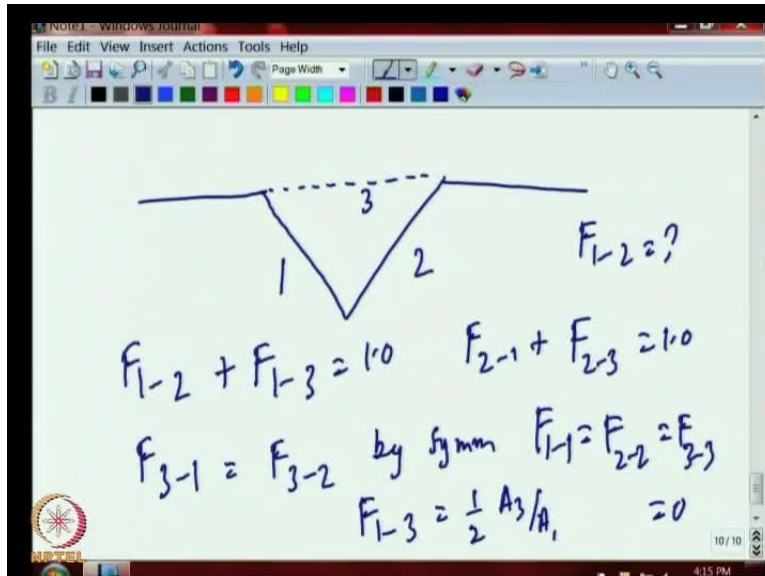 Note1 - Windows Journal
File Edit View Insert Actions Tools Help
Page Width
B I
3
1
2
F1-2 = ?
F1-2 + F1-3 = 1.0
F2-1 + F2-3 = 1.0
F3-1 = F3-2 by symm F1-1 = F2-2 = F3-3
F1-3 = 1/2 A3/A1 = 0
NPTEL
10/10
4:15 PM